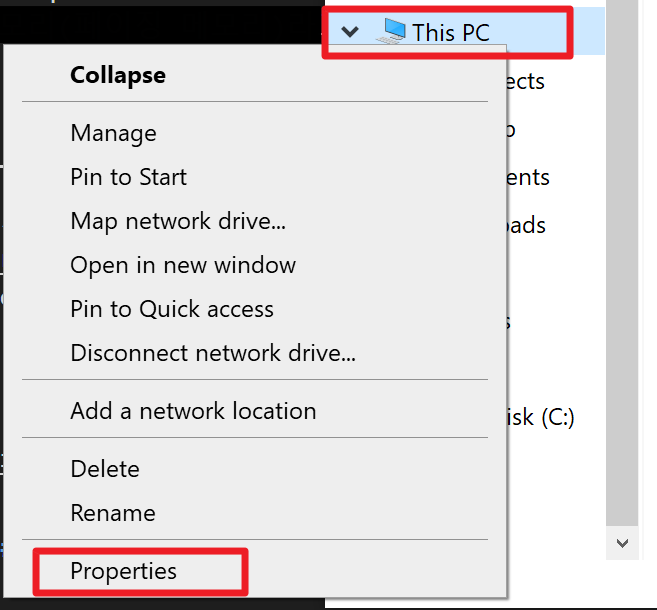 This PC
Collapse
ects
Manage
Pin to Start
ents
Map network drive...
oads
Open in new window
Pin to Quick access
Disconnect network drive...
Add a network location
isk (C:)
Delete
Rename
Properties